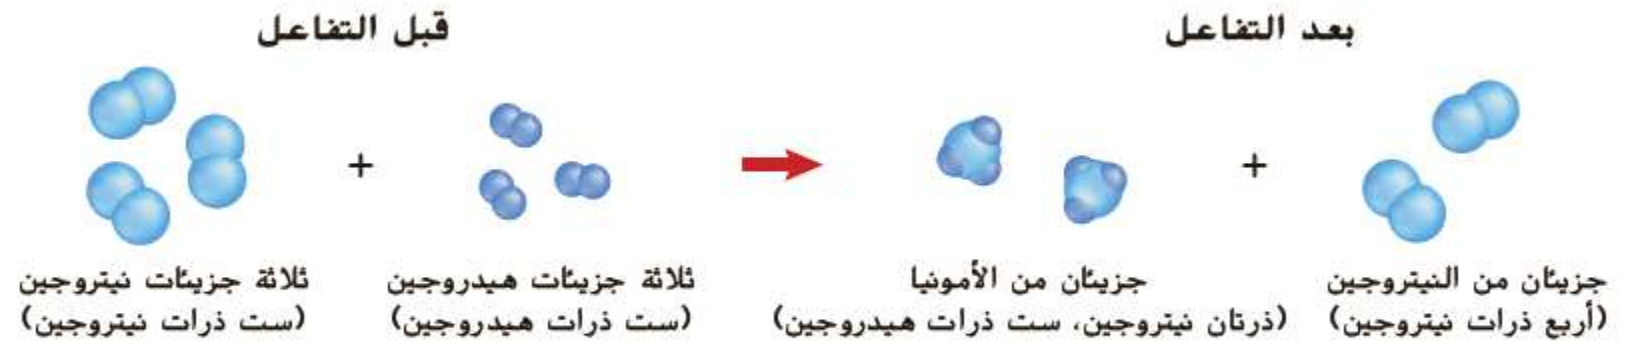 قبل التفاعل
بعد التفاعل
+
+
ثلاثة جزيئات نيتروجين
(ست ذرات نيتروجين)
ثلاثة جزيئات هيدروجين
(ست ذرات هيدروجين)
جزيئان من الأمونيا
(ذرتان نيتروجين، ست ذرات هيدروجين)
جزيئان من النيتروجين
(أربع ذرات نيتروجين)